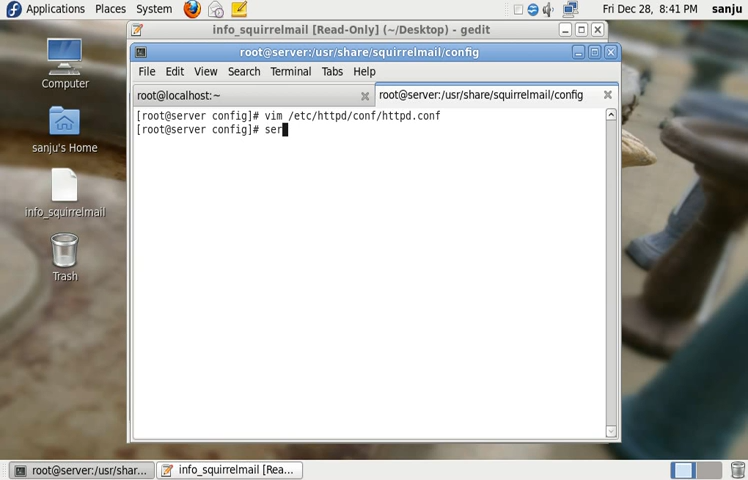 Applications Places System Fri Dec 28, 8:41 PM sanju
info_squirrelmail [Read-Only] (~/Desktop) - gedit
root@server:/usr/share/squirrelmail/config
File Edit View Search Terminal Tabs Help
root@localhost:~ root@server:/usr/share/squirrelmail/config
[root@server config]# vim /etc/httpd/conf/httpd.conf
[root@server config]# ser
Computer
sanju's Home
info_squirrelmail
Trash
root@server:/usr/shar... info_squirrelmail [Rea...